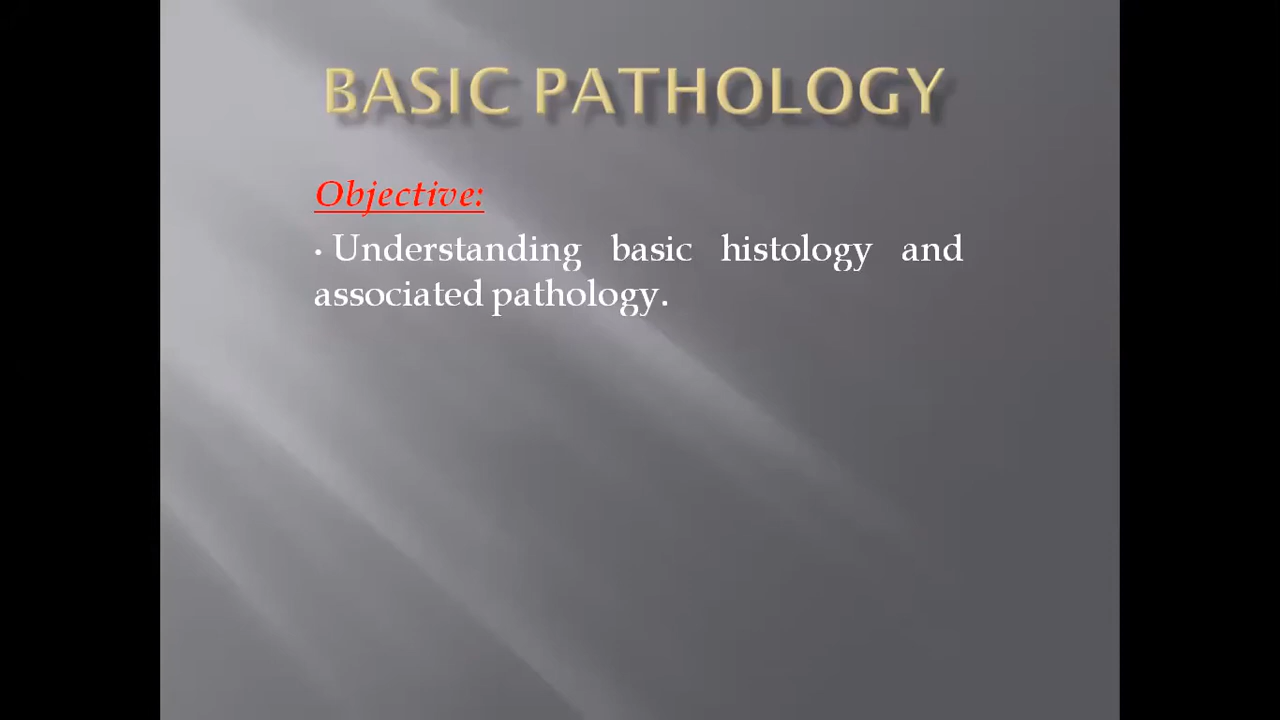 BASIC PATHOLOGY
Objective:
• Understanding basic histology and
associated pathology.